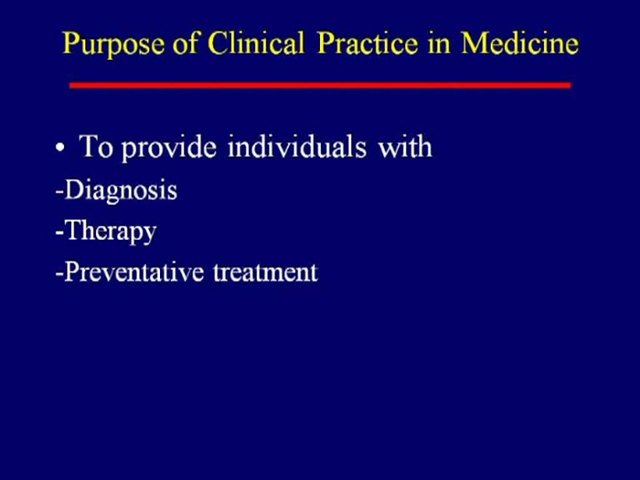 Purpose of Clinical Practice in Medicine
• To provide individuals with
-Diagnosis
-Therapy
-Preventative treatment